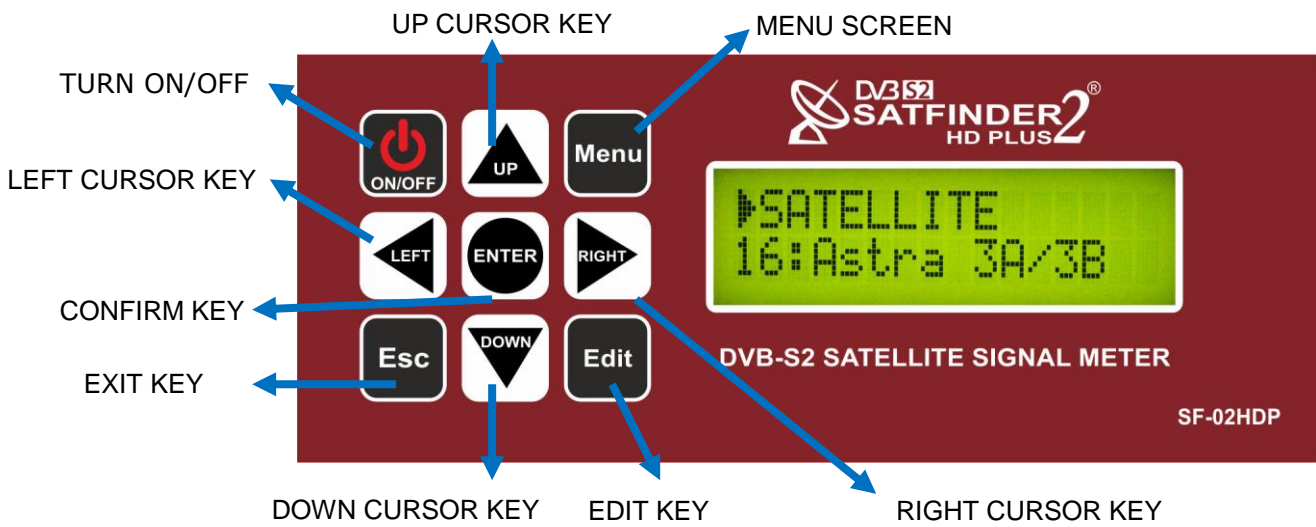 UP CURSOR KEY
MENU SCREEN
TURN ON/OFF
LEFT CURSOR KEY
CONFIRM KEY
EXIT KEY
ON/OFF
UP
Menu
LEFT
ENTER
RIGHT
Esc
DOWN
Edit
DVB S2
SATFINDER2®
HD PLUS
SATELLITE
16:Astra 3A/3B
DVB-S2 SATELLITE SIGNAL METER
SF-02HDP
DOWN CURSOR KEY
EDIT KEY
RIGHT CURSOR KEY